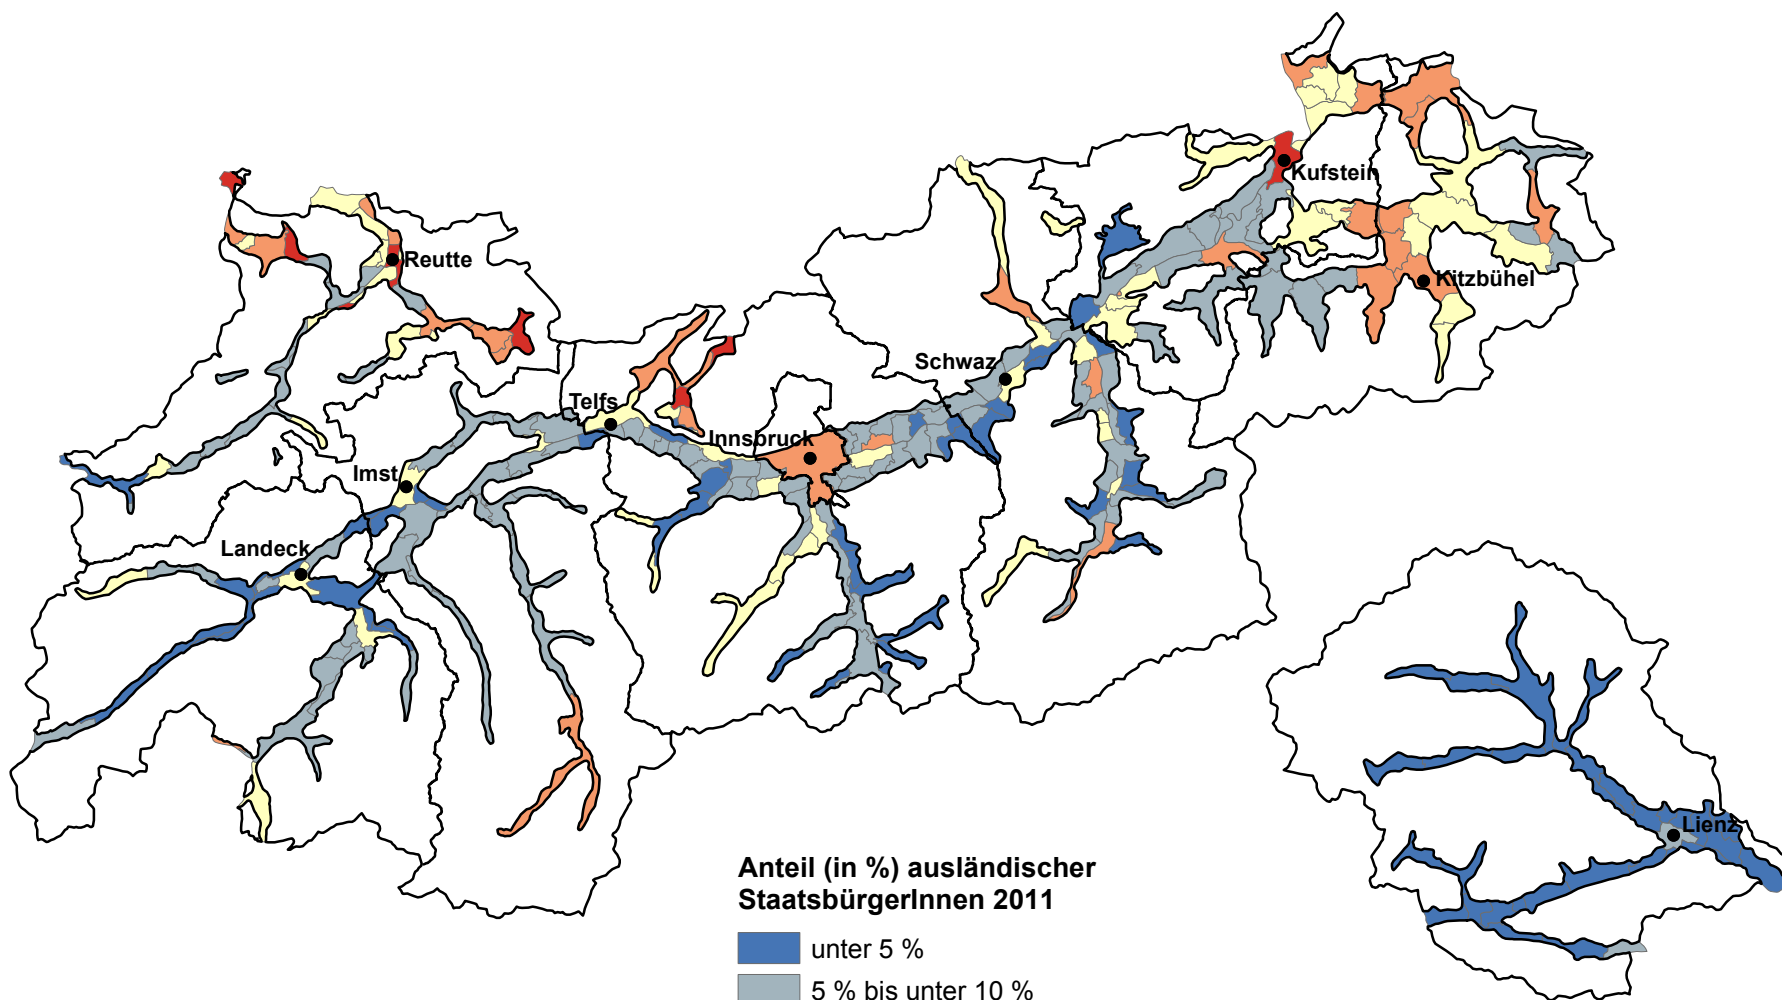 Kufstein
Reutte
Kitzbühel
Schwaz
Telfs
Innsbruck
Imst
Landeck
Lienz
Anteil (in %) ausländischer
StaatsbürgerInnen 2011
unter 5 %
5 % bis unter 10 %